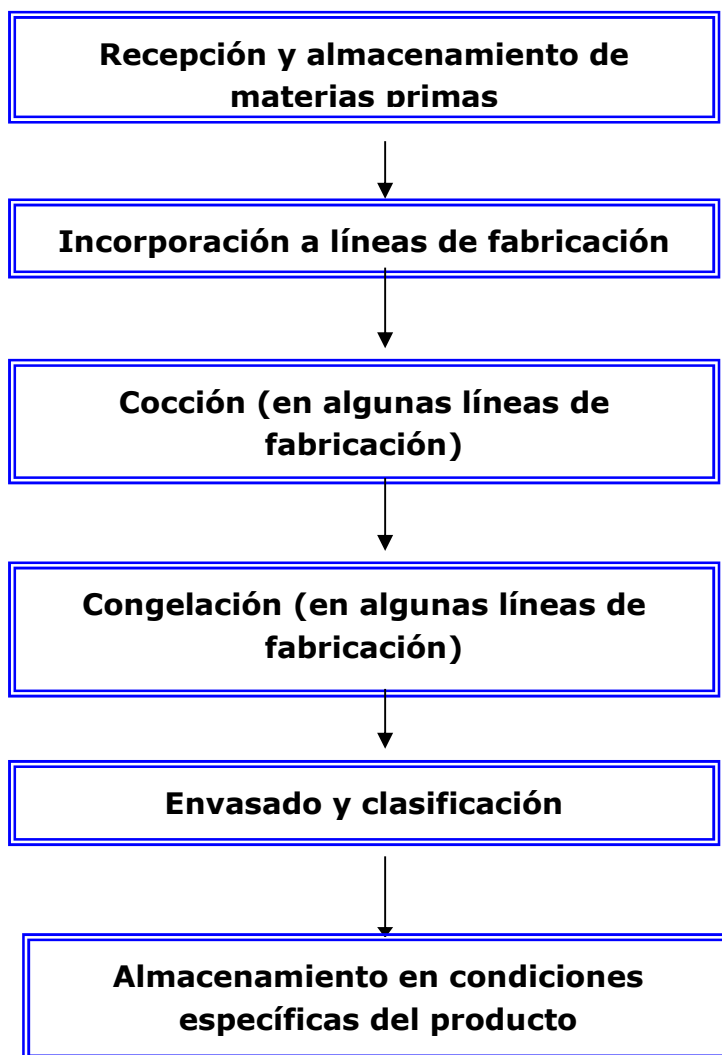 Recepción y almacenamiento de
materias primas
Incorporación a líneas de fabricación
Cocción (en algunas líneas de
fabricación)
Congelación (en algunas líneas de
fabricación)
Envasado y clasificación
Almacenamiento en condiciones
específicas del producto